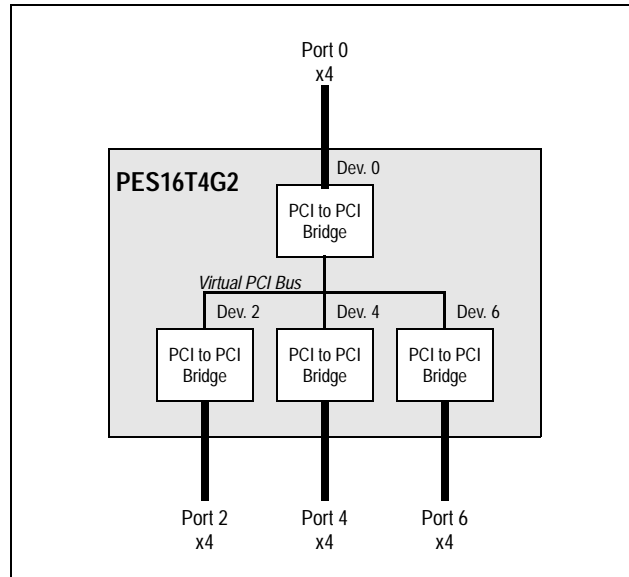 Port 0
x4
PES16T4G2
Dev. 0
PCI to PCI
Bridge
Virtual PCI Bus
Dev. 2
Dev. 4
Dev. 6
PCI to PCI
Bridge
PCI to PCI
Bridge
PCI to PCI
Bridge
Port 2
x4
Port 4
x4
Port 6
x4